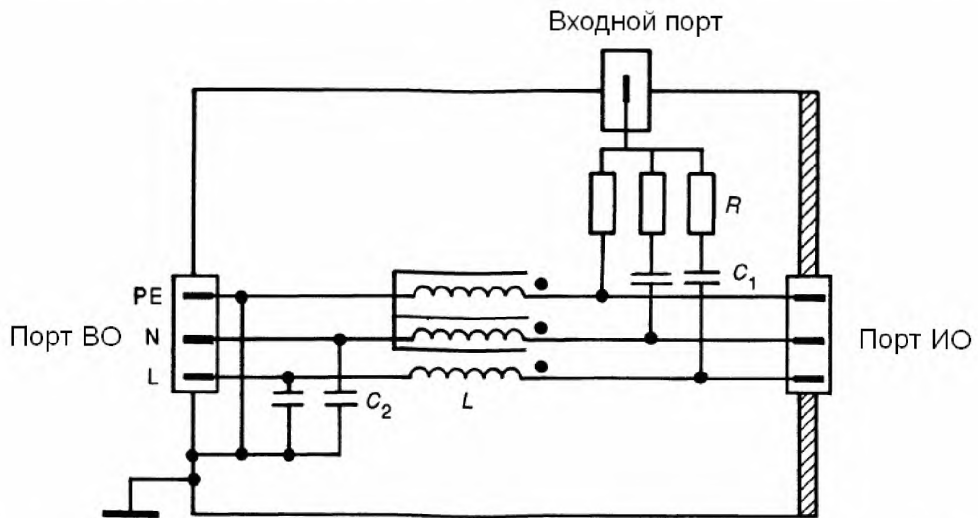 Входной порт
R
C1
PE
Порт ВО N
Порт ИО
L
C2
L